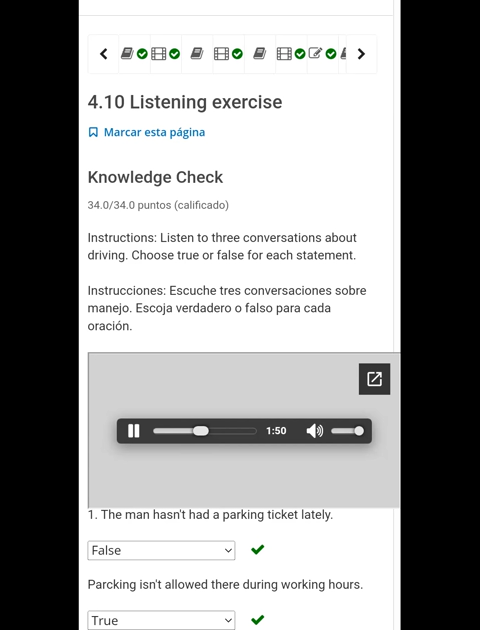 4.10 Listening exercise
Marcar esta página
Knowledge Check
34.0/34.0 puntos (calificado)
Instructions: Listen to three conversations about
driving. Choose true or false for each statement.
Instrucciones: Escuche tres conversaciones sobre
manejo. Escoja verdadero o falso para cada
oración.
1:50
1. The man hasn't had a parking ticket lately.
False
Parcking isn't allowed there during working hours.
True